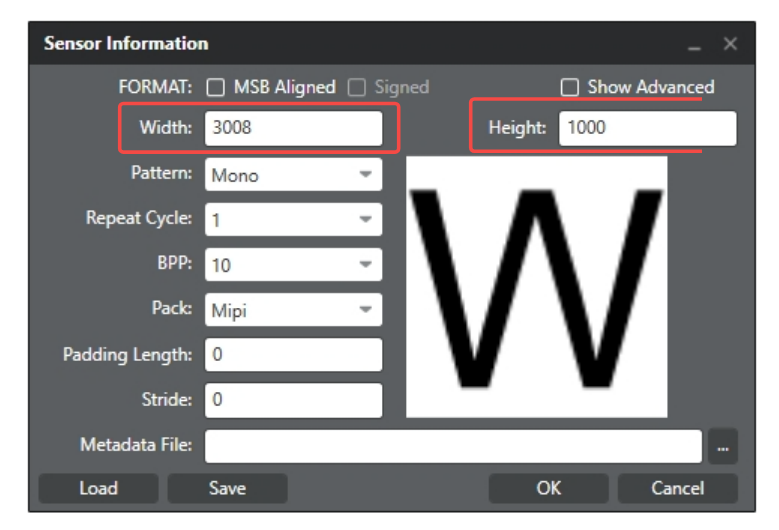 Sensor Information
FORMAT: MSB Aligned Signed Show Advanced
Width: 3008 Height: 1000
Pattern: Mono
Repeat Cycle: 1
BPP: 10
Pack: Mipi
Padding Length: 0
Stride: 0
W
Metadata File: ...
Load Save OK Cancel